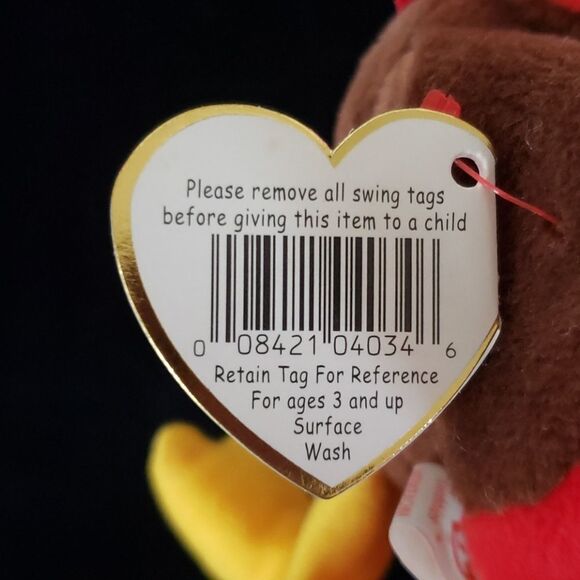 Please remove all swing tags
before giving this item to a child
0 08421 04034 6
Retain Tag For Reference
For ages 3 and up
Surface
Wash